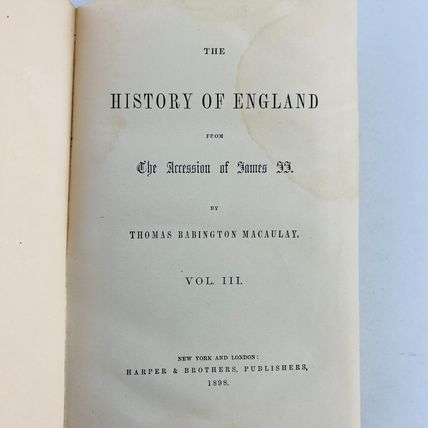 THE
HISTORY OF ENGLAND
FROM
The Accession of James II.
BY
THOMAS BABINGTON MACAULAY.
VOL. III.
NEW YORK AND LONDON:
HARPER & BROTHERS, PUBLISHERS,
1898.